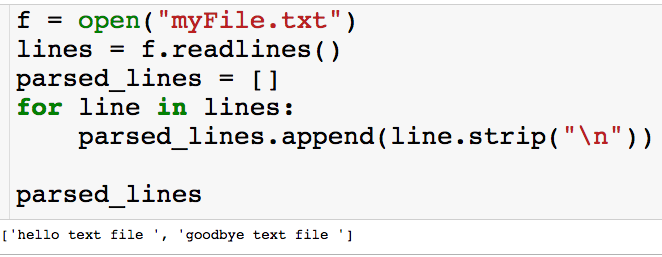 f = open("myFile.txt")
lines = f.readlines()
parsed_lines = []
for line in lines:
    parsed_lines.append(line.strip("\n"))

parsed_lines
['hello text file ', 'goodbye text file ']